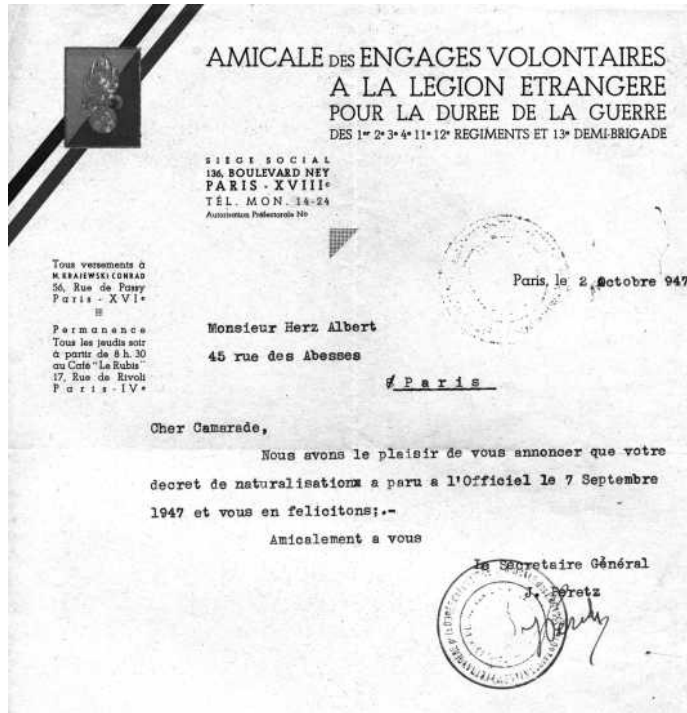 AMICALE DES ENGAGES VOLONTAIRES
A LA LEGION ETRANGERE
POUR LA DUREE DE LA GUERRE
DES 1er 2e 3e 4e 11e 12e REGIMENTS ET 13e DEMI-BRIGADE
SIÈGE SOCIAL
136, BOULEVARD NEY
PARIS - XVIIIe
TÉL. MON. 14-24
Autorisation Préfectorale No
Tous versements à
M. KRAJEWSKI CONRAD
56, Rue de Passy
Paris - XVIe
Permanence
Tous les jeudis soir
à partir de 8 h. 30
au Café "Le Rubis"
17, Rue de Rivoli
Paris - IVe
Paris, le 2 Octobre 947
Monsieur Herz Albert
45 rue des Abesses
Paris
Cher Camarade,
Nous avons le plaisir de vous annoncer que votre
decret de naturalisation a paru a l'Officiel le 7 Septembre
1947 et vous en felicitons;.-
Amicalement a vous
Le Secretaire Général
J. Peretz